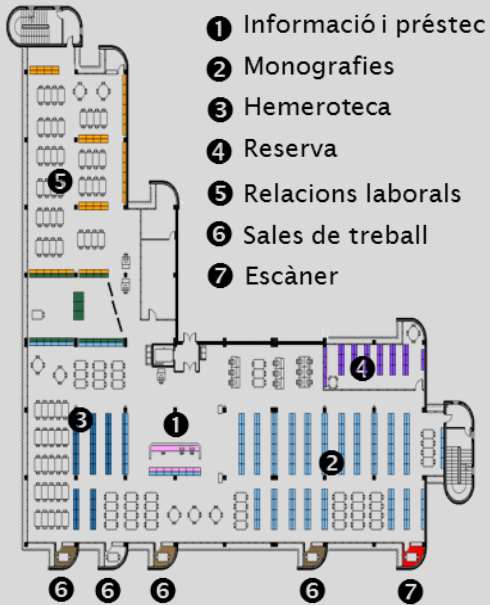 1 Informació i préstec
2 Monografies
3 Hemeroteca
4 Reserva
5 Relacions laborals
6 Sales de treball
7 Escàner
5
4
3
1
2
6 6 6 6 7